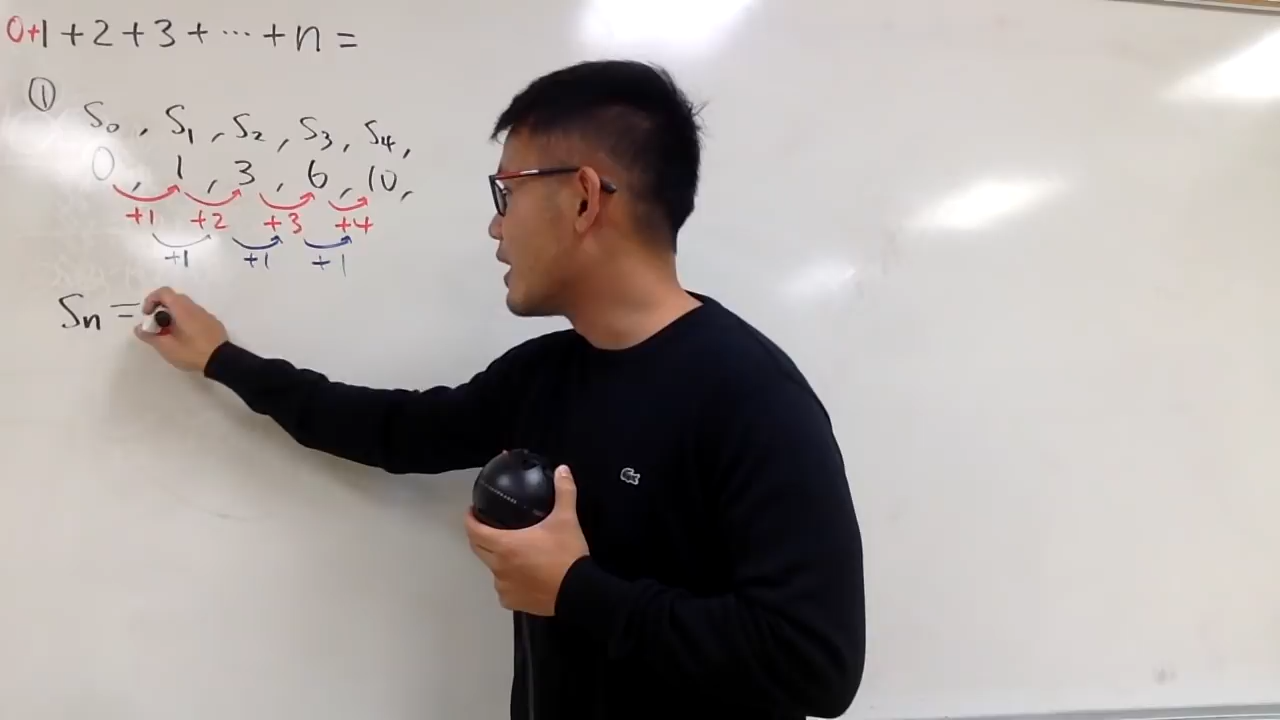 0+1+2+3+⋯+n=
①
S₀, S₁, S₂, S₃, S₄,
0, 1, 3, 6, 10,
+1 +2 +3 +4
+1 +1 +1
Sₙ=